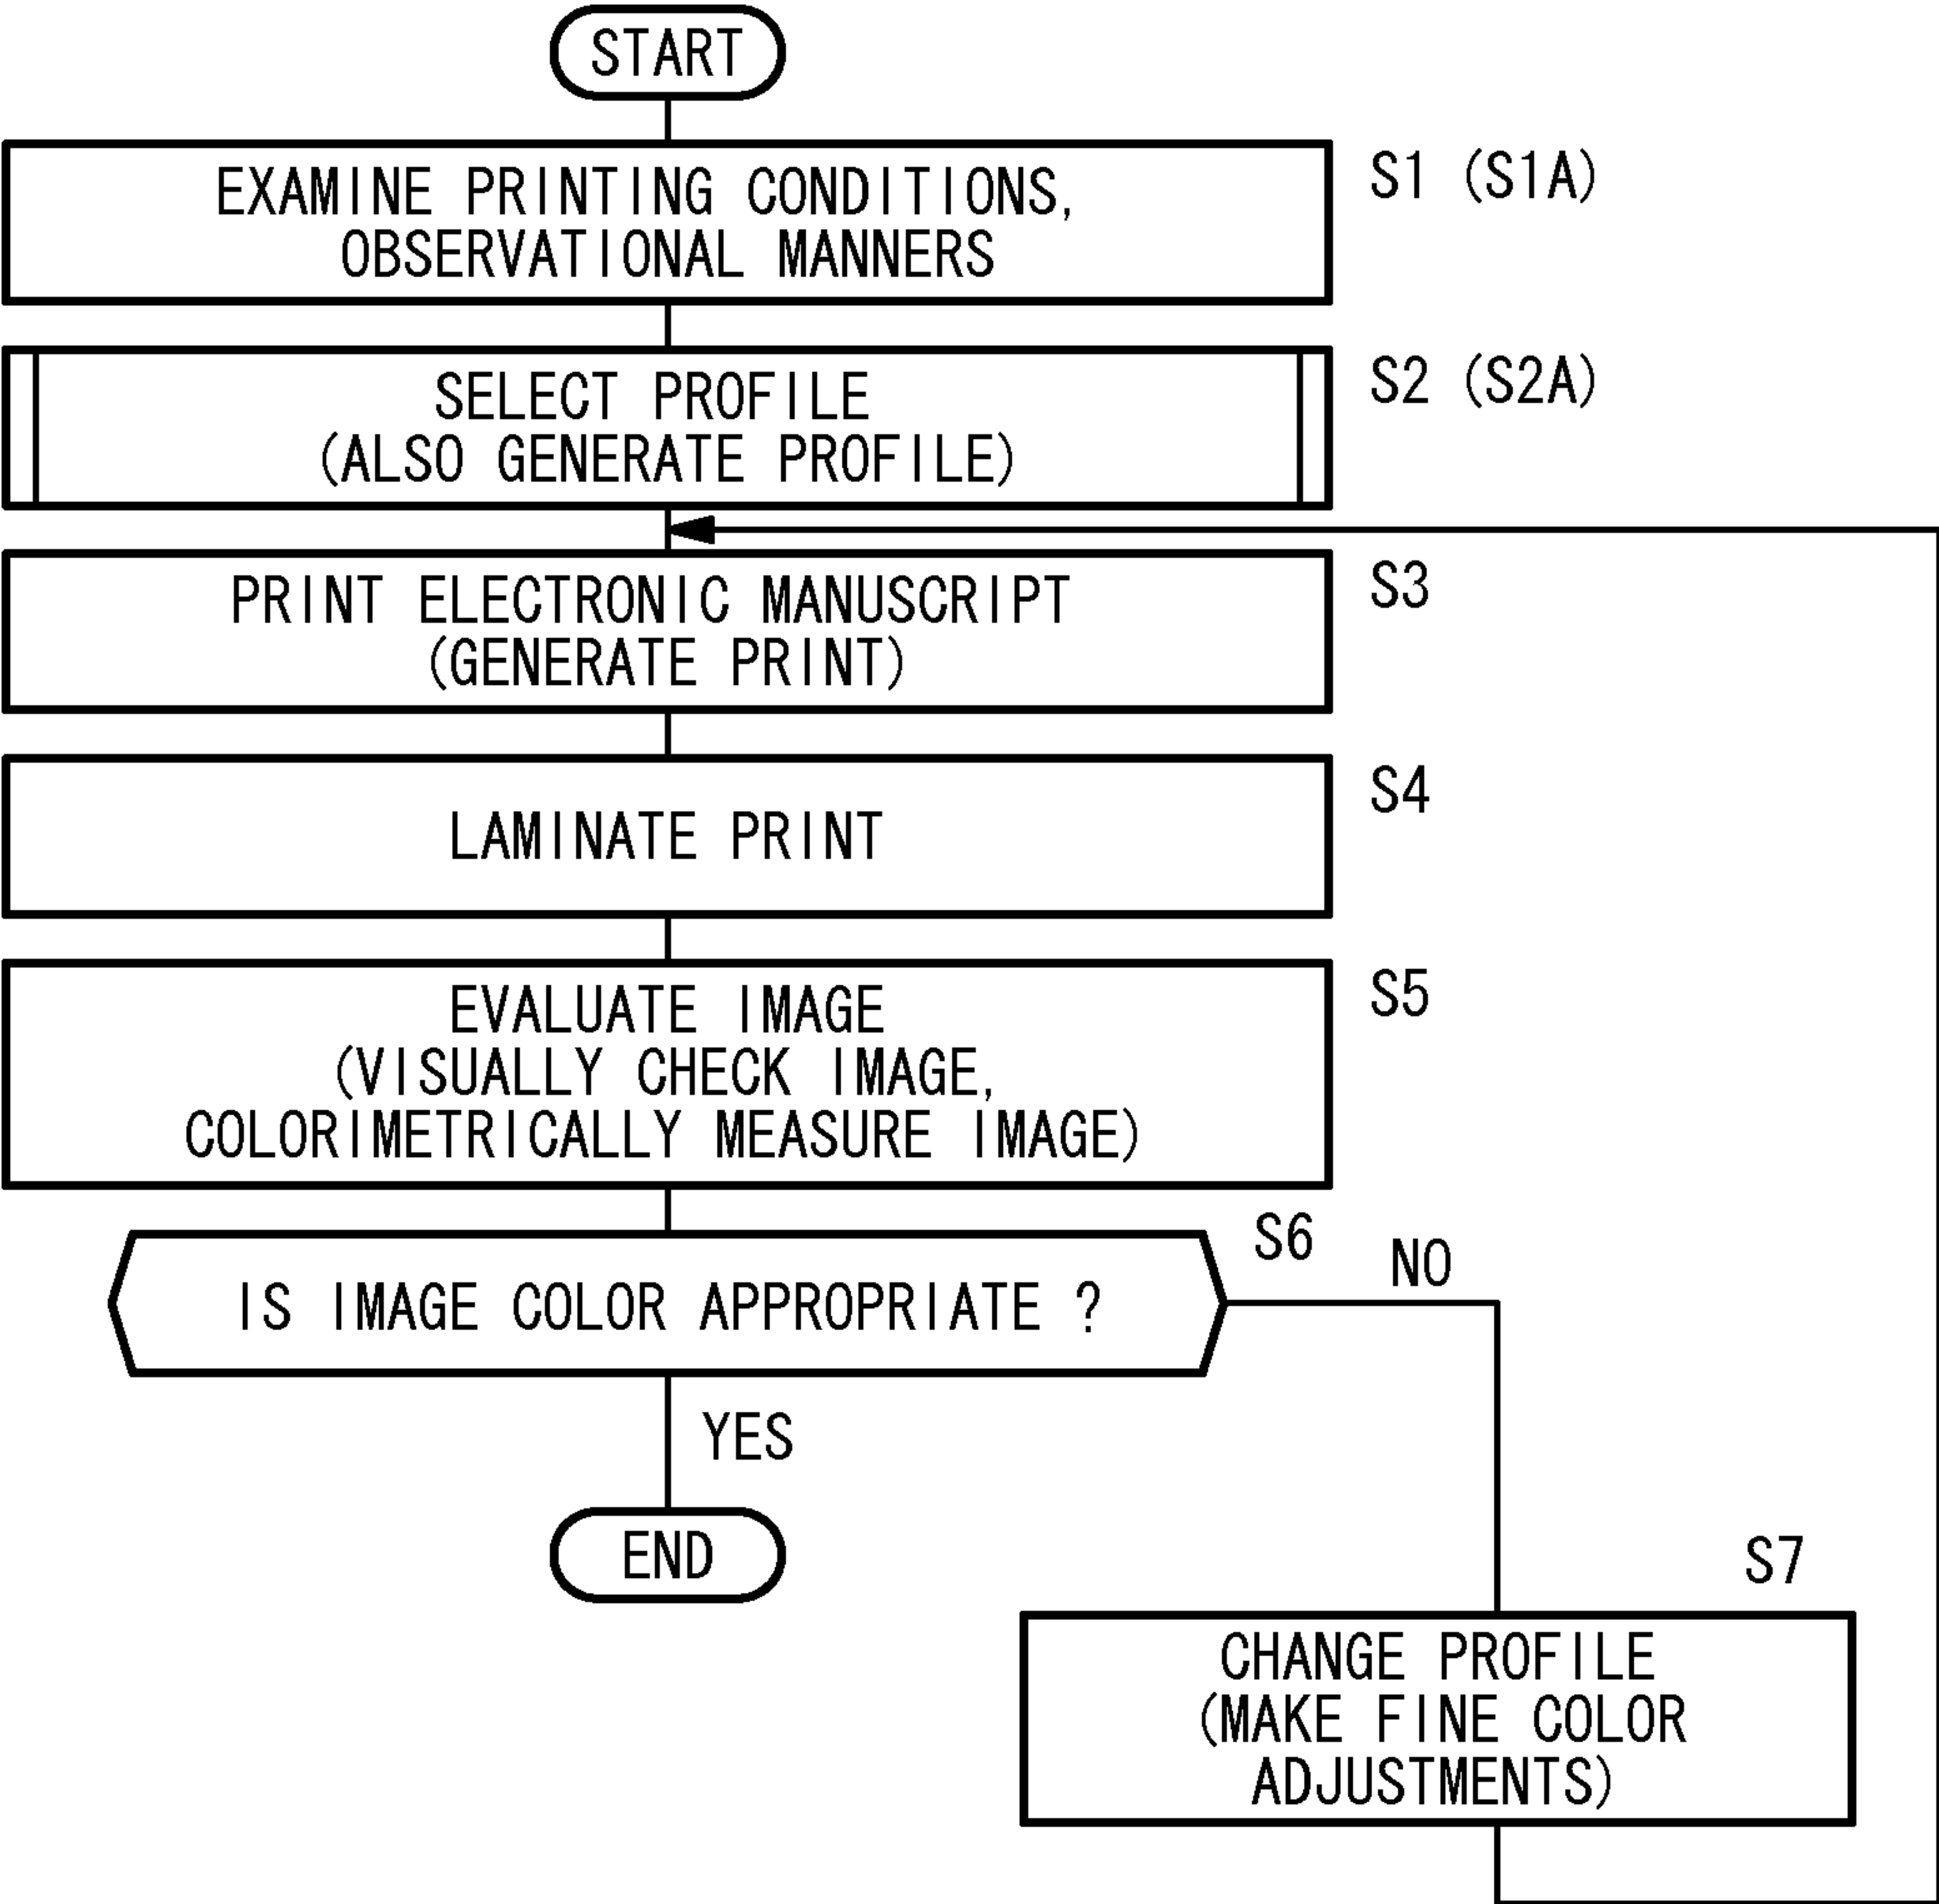 START
EXAMINE PRINTING CONDITIONS,
OBSERVATIONAL MANNERS
S1 (S1A)
SELECT PROFILE
(ALSO GENERATE PROFILE)
S2 (S2A)
PRINT ELECTRONIC MANUSCRIPT
(GENERATE PRINT)
S3
LAMINATE PRINT
S4
EVALUATE IMAGE
(VISUALLY CHECK IMAGE,
COLORIMETRICALLY MEASURE IMAGE)
S5
IS IMAGE COLOR APPROPRIATE ?
S6
NO
YES
END
S7
CHANGE PROFILE
(MAKE FINE COLOR
ADJUSTMENTS)